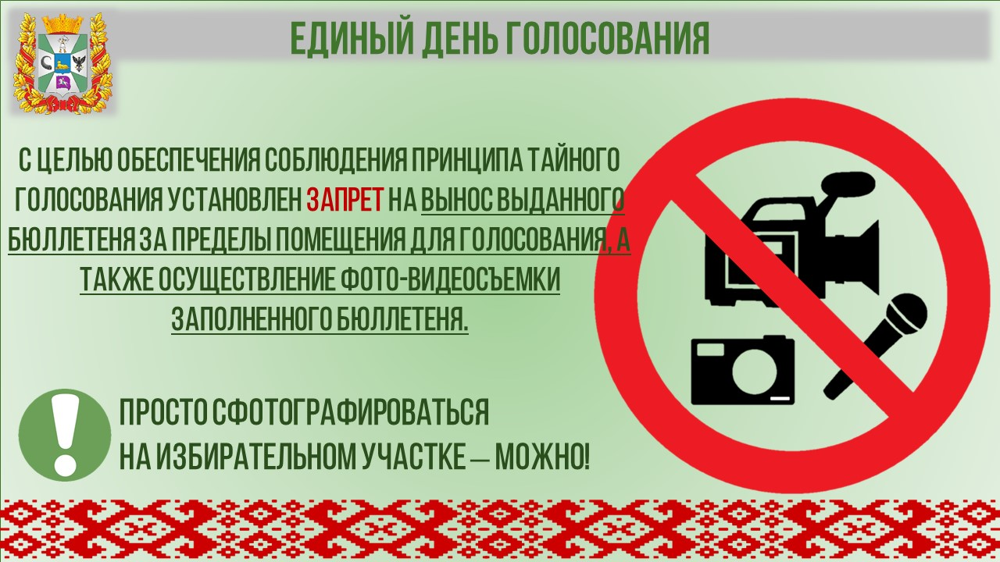 ЕДИНЫЙ ДЕНЬ ГОЛОСОВАНИЯ
С ЦЕЛЬЮ ОБЕСПЕЧЕНИЯ СОБЛЮДЕНИЯ ПРИНЦИПА ТАЙНОГО
ГОЛОСОВАНИЯ УСТАНОВЛЕН ЗАПРЕТ НА ВЫНОС ВЫДАННОГО
БЮЛЛЕТЕНЯ ЗА ПРЕДЕЛЫ ПОМЕЩЕНИЯ ДЛЯ ГОЛОСОВАНИЯ, А
ТАКЖЕ ОСУЩЕСТВЛЕНИЕ ФОТО-ВИДЕОСЪЕМКИ
ЗАПОЛНЕННОГО БЮЛЛЕТЕНЯ.
ПРОСТО СФОТОГРАФИРОВАТЬСЯ
НА ИЗБИРАТЕЛЬНОМ УЧАСТКЕ – МОЖНО!